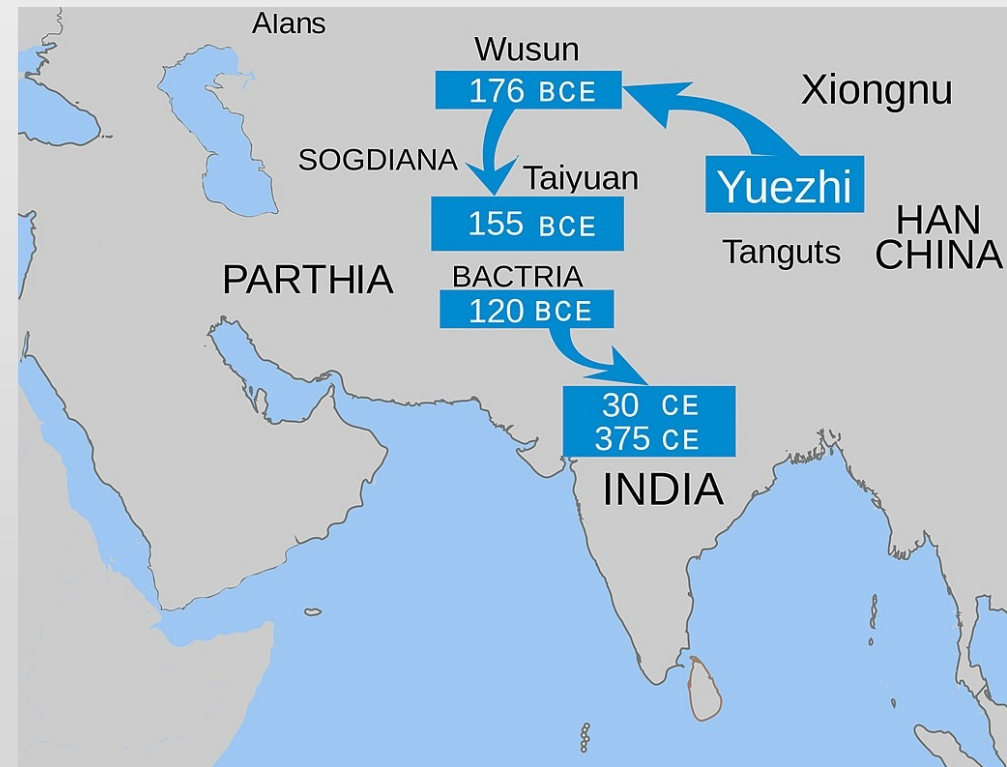 Alans
Wusun
176 BCE
Xiongnu
SOGDIANA
Taiyuan
Yuezhi
155 BCE
HAN
CHINA
Tanguts
PARTHIA
BACTRIA
120 BCE
30 CE
375 CE
INDIA